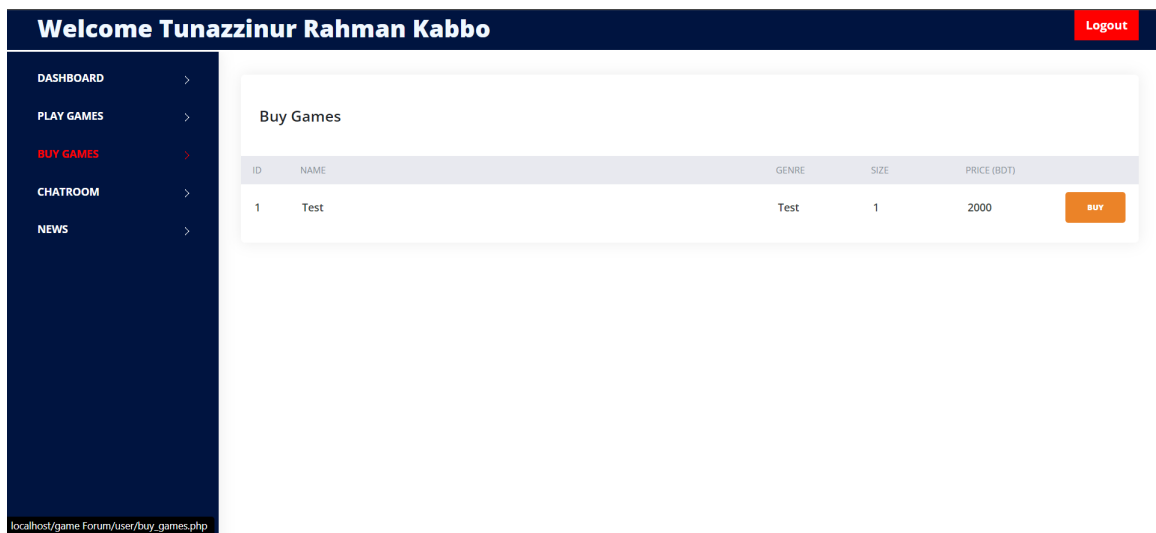 Welcome Tunazzinur Rahman Kabbo
Logout
DASHBOARD
PLAY GAMES
BUY GAMES
CHATROOM
NEWS
Buy Games
ID NAME GENRE SIZE PRICE (BDT)
1 Test Test 1 2000 BUY
localhost/game Forum/user/buy_games.php